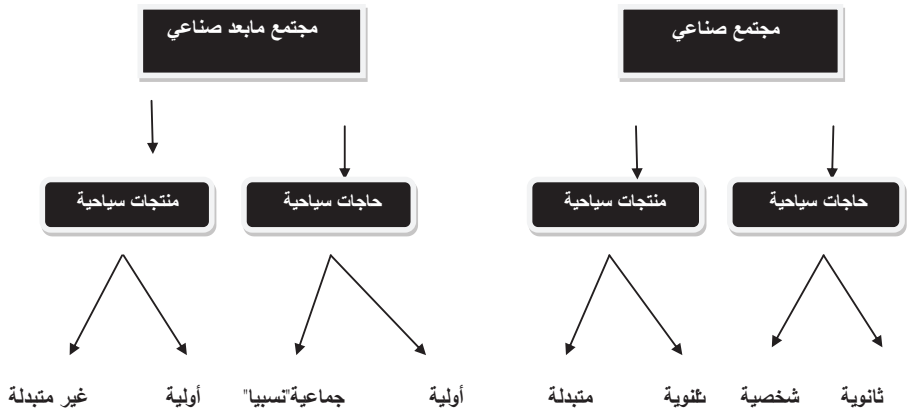 مجتمع صناعي
مجتمع مابعد صناعي
حاجات سياحية
منتجات سياحية
حاجات سياحية
منتجات سياحية
ثانوية
شخصية
ثنوية
متبدلة
أولية
جماعية"نسبيا"
أولية
غير متبدلة